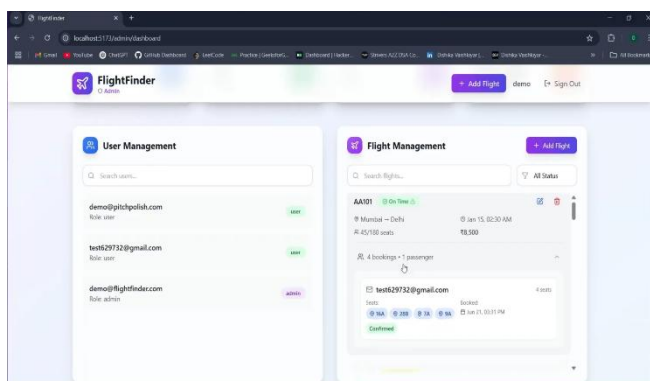 FlightFinder
localhost:5173/admin/dashboard
Gmail YouTube ChatGPT GitHub Dashboard LeetCode
All Bookmarks
FlightFinder
Admin
+ Add Flight demo Sign Out
User Management
Search users...
demo@pitchpolish.com
Role: user
user
test629732@gmail.com
Role: user
user
demo@flightfinder.com
Role: admin
admin
Flight Management
+ Add Flight
Search flights...
All Status
AA101 On Time
Mumbai → Delhi Jan 15, 02:30 AM
45/180 seats ₹8,500
4 bookings • 1 passenger
test629732@gmail.com 4 seats
Seats Booked
16A 20B 7A 9A Jun 21, 03:31 PM
Confirmed